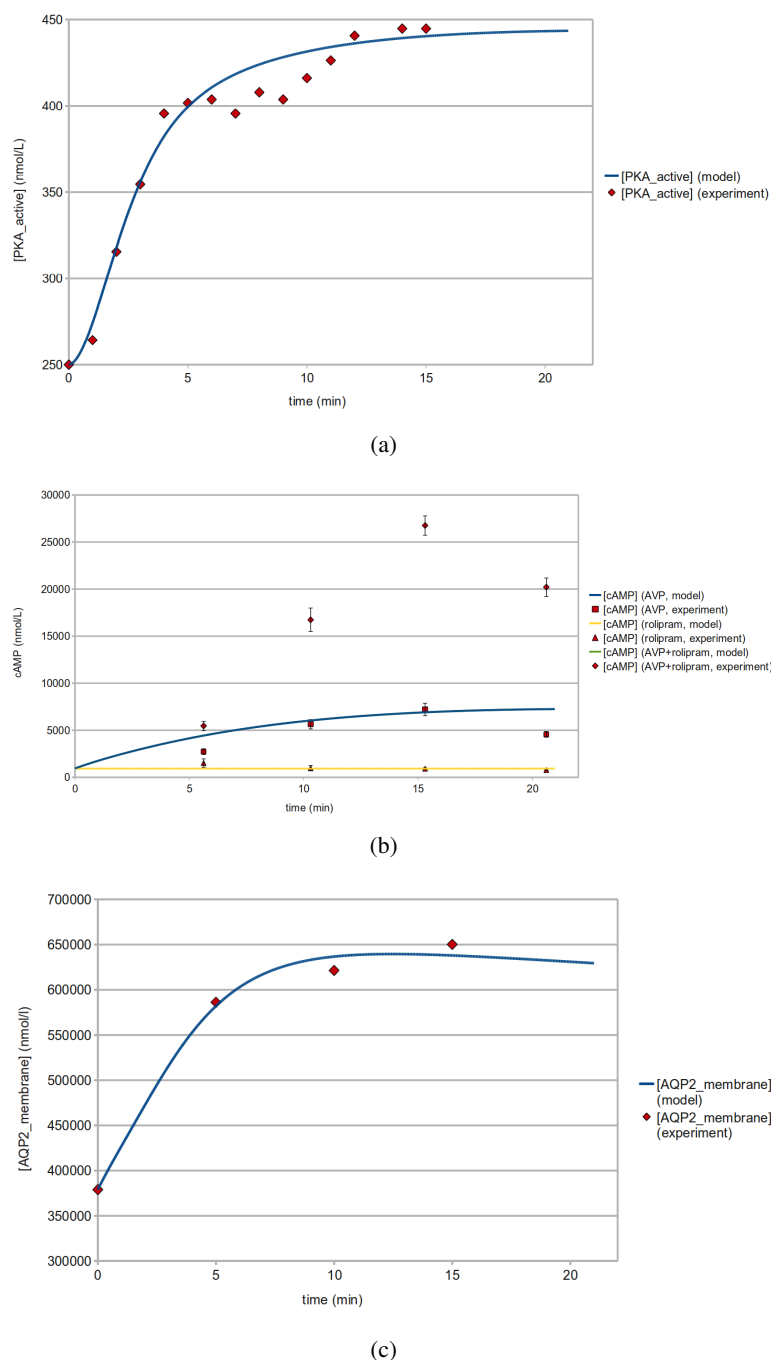 450
400
350
300
250
0
5
10
15
20
[PKA_active] (nmol/L)
time (min)
[PKA_active] (model)
[PKA_active] (experiment)
(a)
30000
25000
20000
15000
10000
5000
0
0
5
10
15
20
cAMP (nmol/L)
time (min)
[cAMP] (AVP, model)
[cAMP] (AVP, experiment)
[cAMP] (rolipram, model)
[cAMP] (rolipram, experiment)
[cAMP] (AVP+rolipram, model)
[cAMP] (AVP+rolipram, experiment)
(b)
700000
650000
600000
550000
500000
450000
400000
350000
300000
0
5
10
15
20
[AQP2_membrane] (nmol/l)
time (min)
[AQP2_membrane]
(model)
[AQP2_membrane]
(experiment)
(c)